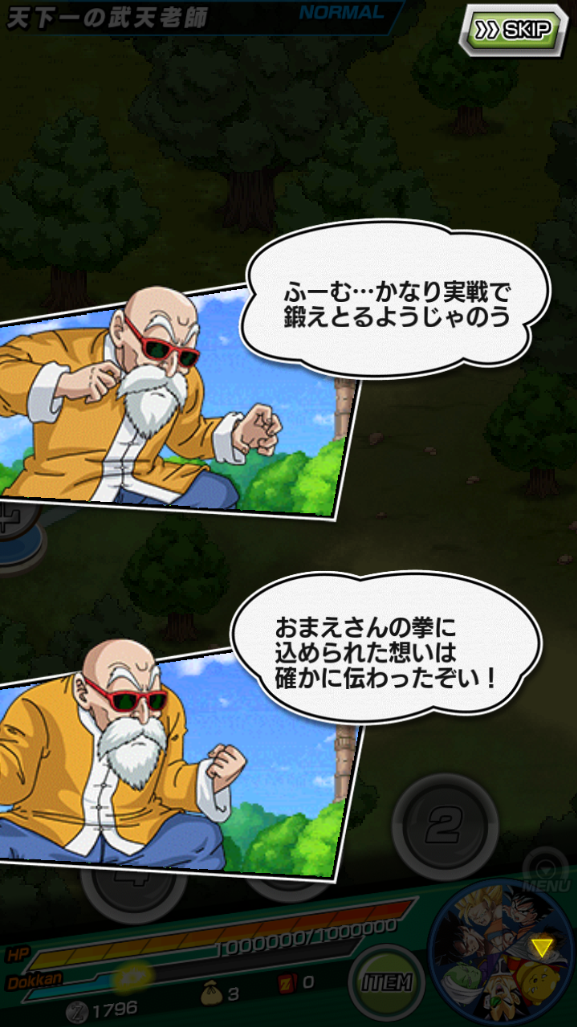 天下一の武天老師
NORMAL
SKIP
ふーむ…かなり実戦で
鍛えとるようじゃのう
おまえさんの拳に
込められた想いは
確かに伝わったぞい！
2
4
MENU
HP
1000000/1000000
Dokkan
ITEM
Z 1796
3
Z 0